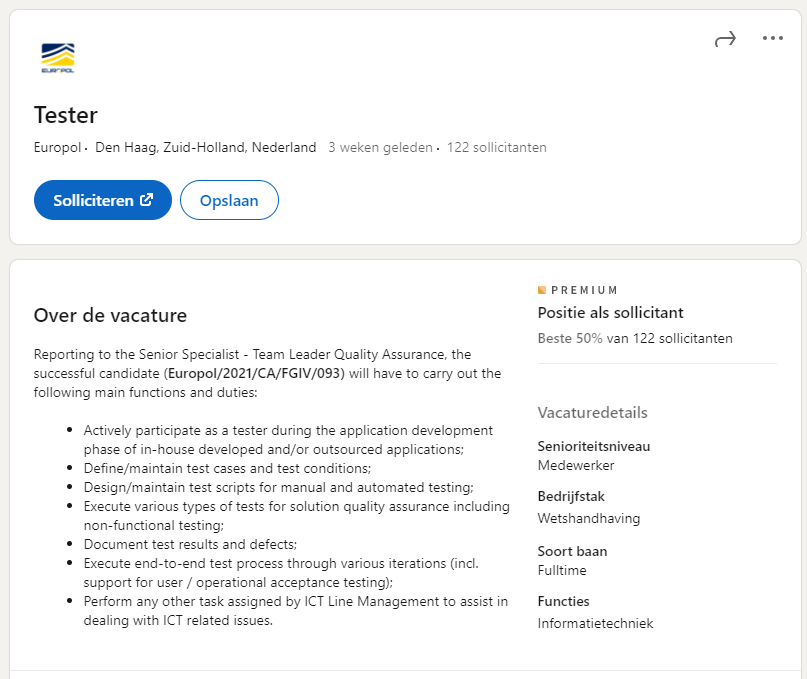 EUROPOL
Tester
Europol · Den Haag, Zuid-Holland, Nederland 3 weken geleden · 122 sollicitanten
Solliciteren
Opslaan
Over de vacature
Reporting to the Senior Specialist - Team Leader Quality Assurance, the
successful candidate (Europol/2021/CA/FGIV/093) will have to carry out the
following main functions and duties:
• Actively participate as a tester during the application development
phase of in-house developed and/or outsourced applications;
• Define/maintain test cases and test conditions;
• Design/maintain test scripts for manual and automated testing;
• Execute various types of tests for solution quality assurance including
non-functional testing;
• Document test results and defects;
• Execute end-to-end test process through various iterations (incl.
support for user / operational acceptance testing);
• Perform any other task assigned by ICT Line Management to assist in
dealing with ICT related issues.
PREMIUM
Positie als sollicitant
Beste 50% van 122 sollicitanten
Vacaturedetails
Senioriteitsniveau
Medewerker
Bedrijfstak
Wetshandhaving
Soort baan
Fulltime
Functies
Informatietechniek